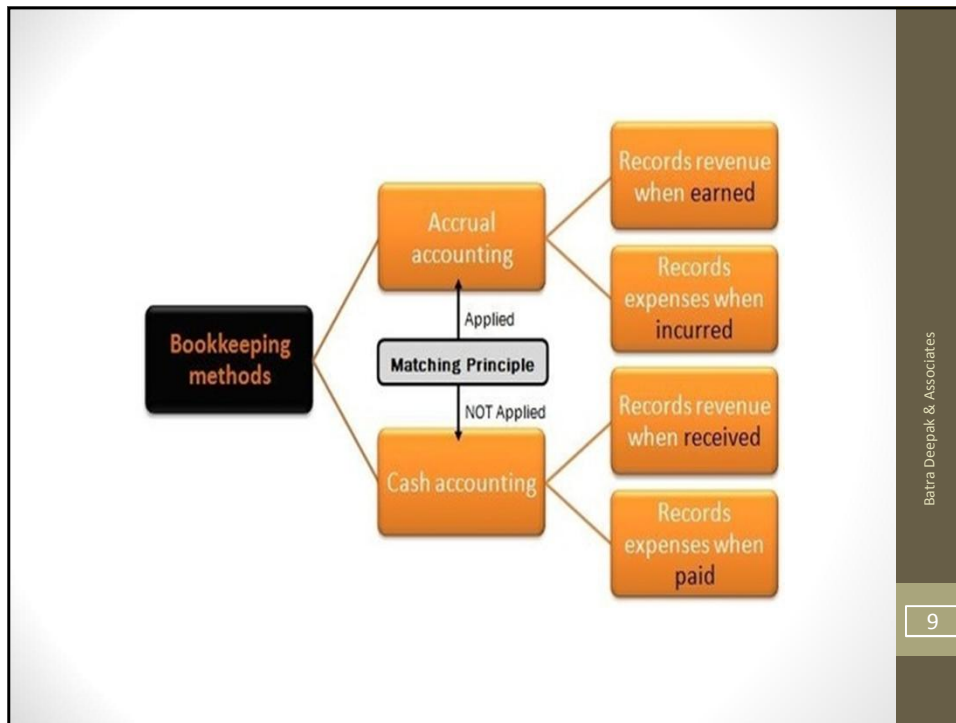 Bookkeeping
methods
Accrual
accounting
Applied
Matching Principle
NOT Applied
Cash accounting
Records revenue
when earned
Records
expenses when
incurred
Records revenue
when received
Records
expenses when
paid
Batra Deepak & Associates
9